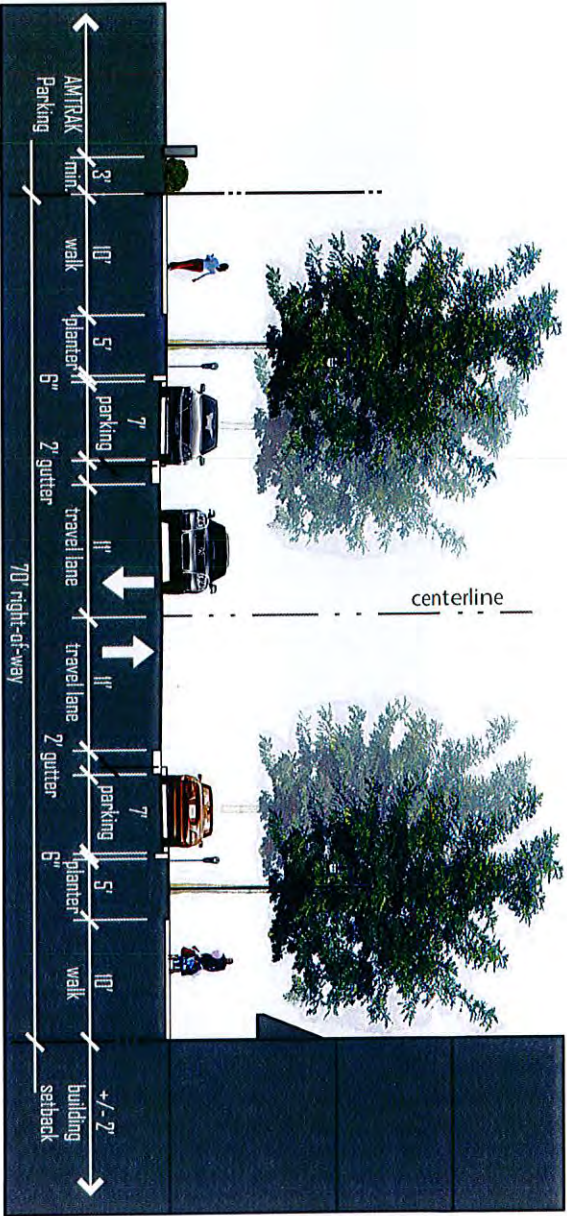 centerline
AMTRAK
Parking
3'
min.
10'
walk
5'
planter
6"
7'
parking
2' gutter
11'
travel lane
11'
travel lane
2' gutter
7'
parking
6"
5'
planter
10'
walk
+/- 2'
building
setback
70' right-of-way